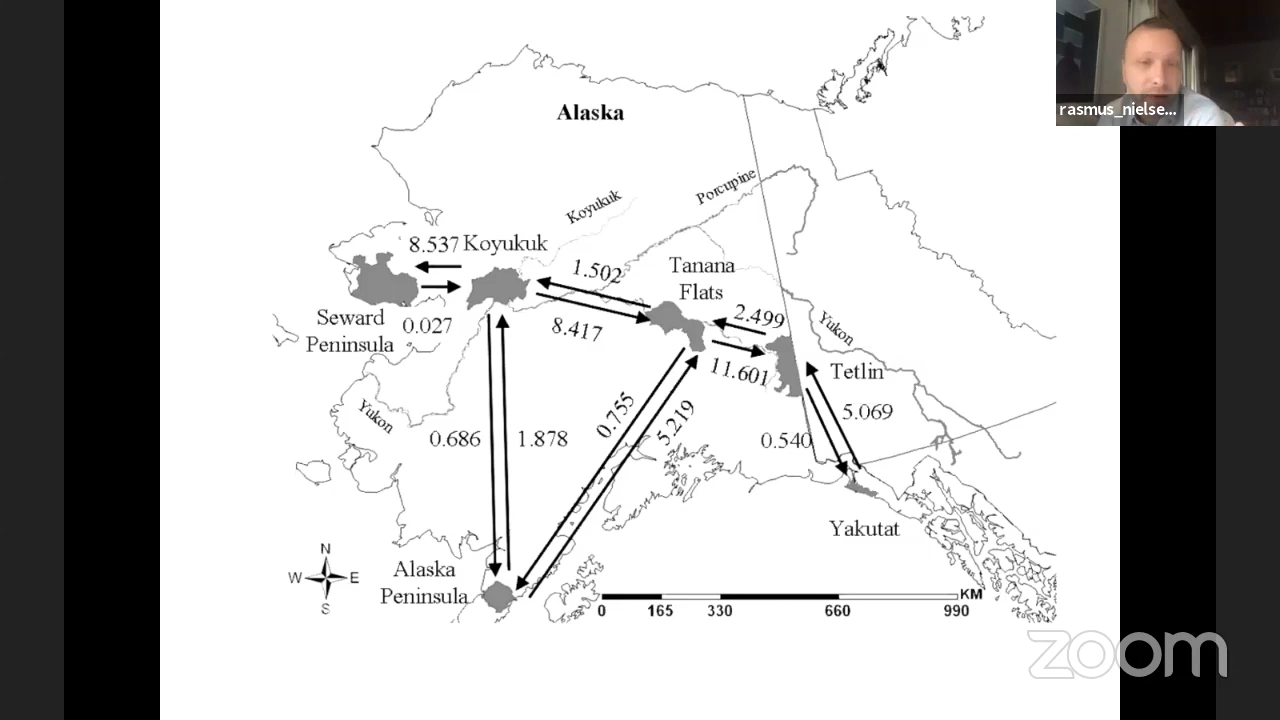 rasmus_nielse...
Alaska
Porcupine
Koyukuk
8.537
Koyukuk
1.502
Tanana
Flats
Seward
Peninsula
0.027
8.417
2.499
Yukon
11.601
Tetlin
Yukon
0.686
1.878
0.755
5.219
0.540
5.069
Yakutat
N
W
E
S
Alaska
Peninsula
KM
0
165
330
660
990
zoom